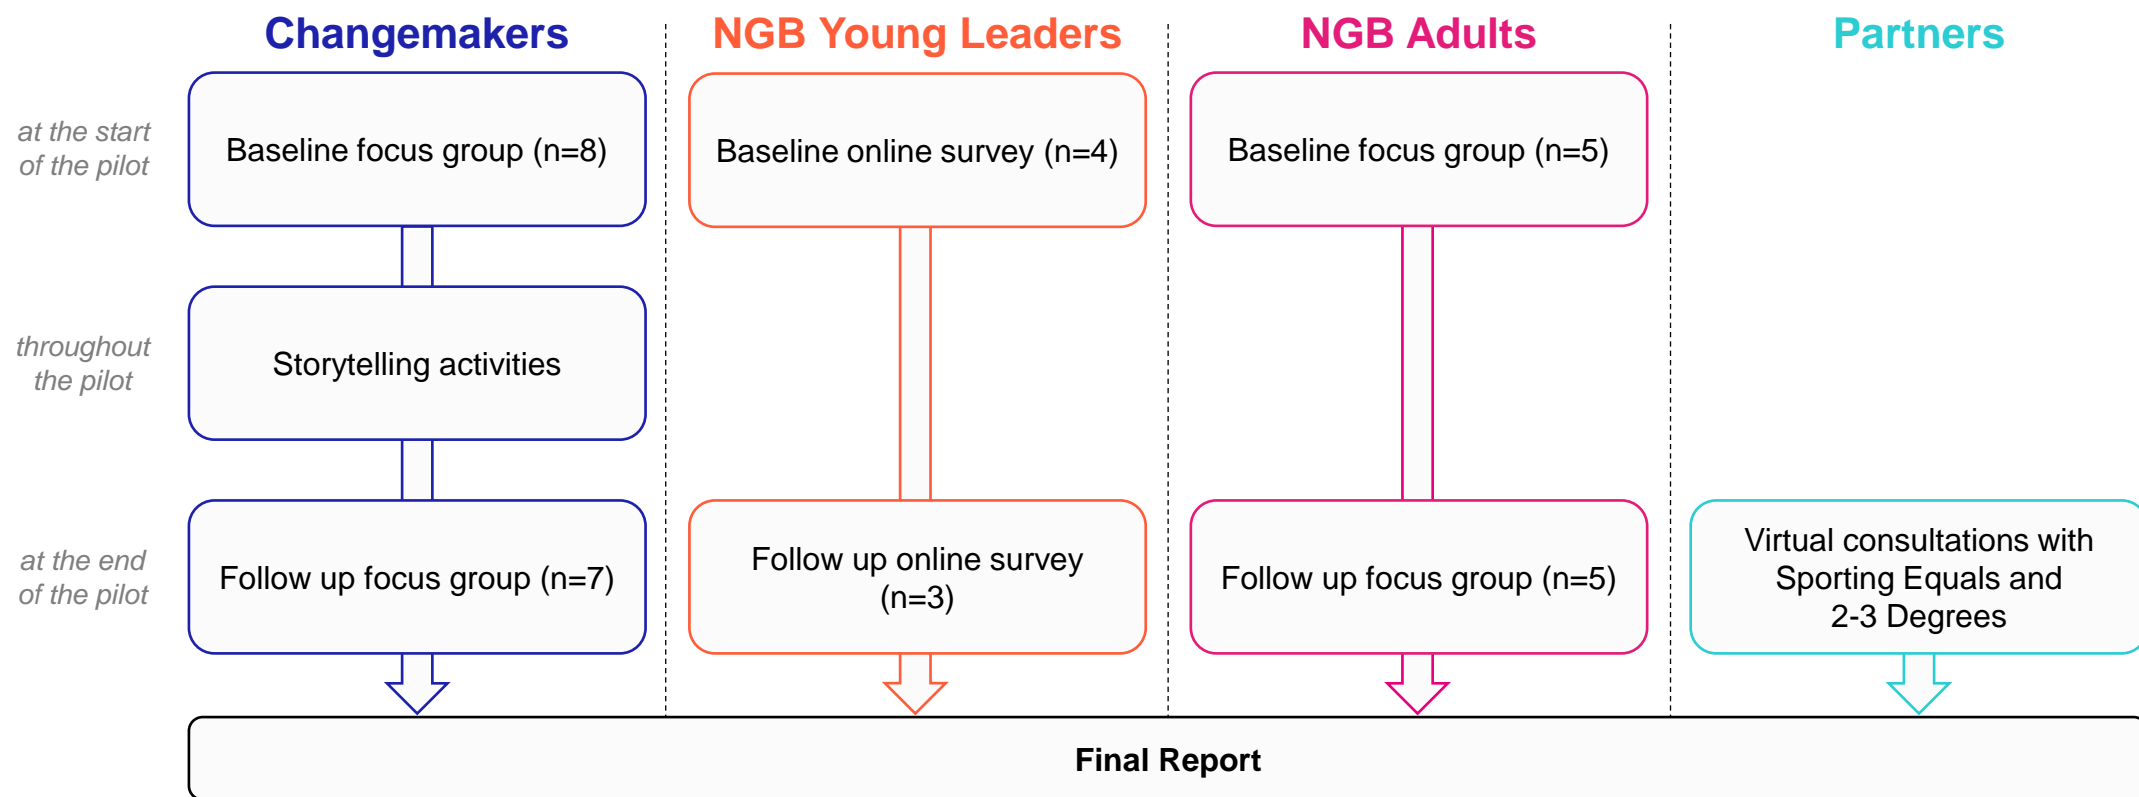 Changemakers
NGB Young Leaders
NGB Adults
Partners
at the start
of the pilot
Baseline focus group (n=8)
Baseline online survey (n=4)
Baseline focus group (n=5)
throughout
the pilot
Storytelling activities
at the end
of the pilot
Follow up focus group (n=7)
Follow up online survey
(n=3)
Follow up focus group (n=5)
Virtual consultations with
Sporting Equals and
2-3 Degrees
Final Report